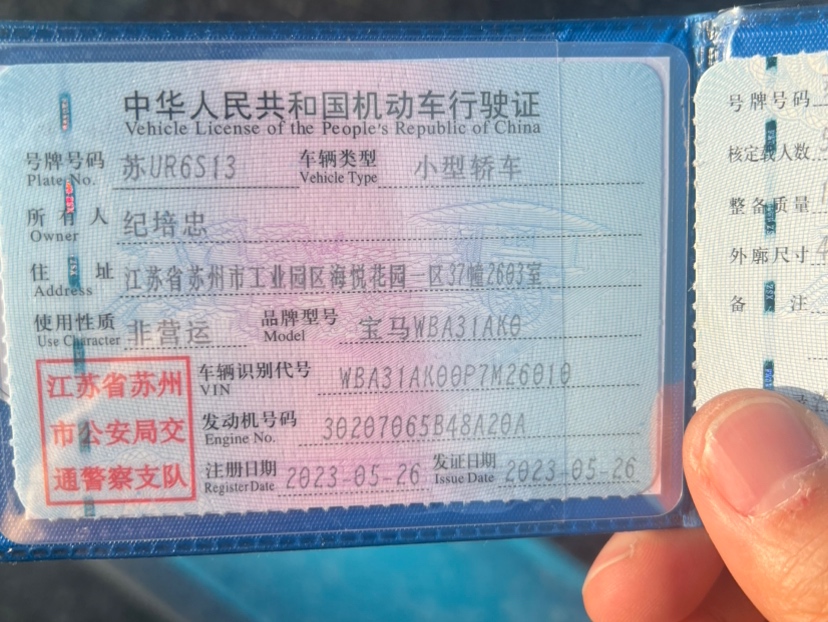 中华人民共和国机动车行驶证
Vehicle License of the People's Republic of China
号牌号码 苏UR6S13 车辆类型 小型轿车
Plate No. Vehicle Type
所有人 纪培忠
Owner
住址 江苏省苏州市工业园区海悦花园一区37幢2603室
Address
使用性质 非营运 品牌型号 宝马WBA31AK0
Use Character Model
江苏省苏州
市公安局交
通警察支队
车辆识别代号 WBA31AK00P7M26010
VIN
发动机号码 30207065B48A20A
Engine No.
注册日期 2023-05-26 发证日期 2023-05-26
Register Date Issue Date
号牌号码
核定载人数
整备质量
外廓尺寸
备注